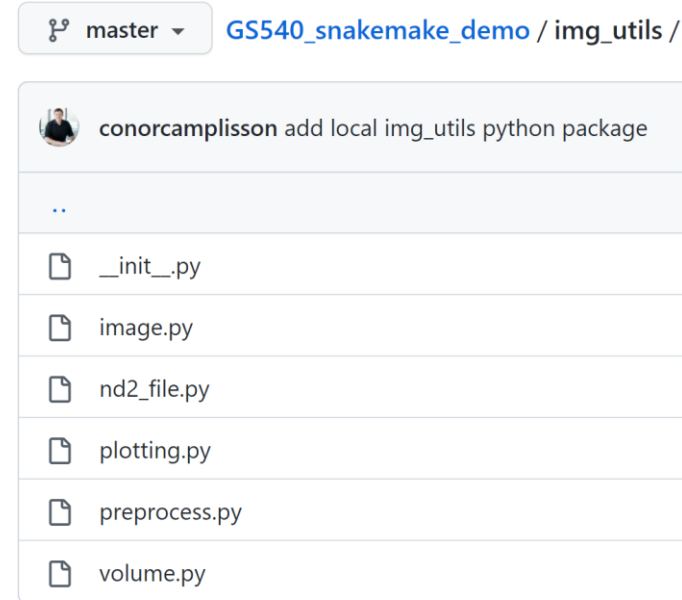 master GS540_snakemake_demo / img_utils /
conorcamplisson add local img_utils python package
..
__init__.py
image.py
nd2_file.py
plotting.py
preprocess.py
volume.py